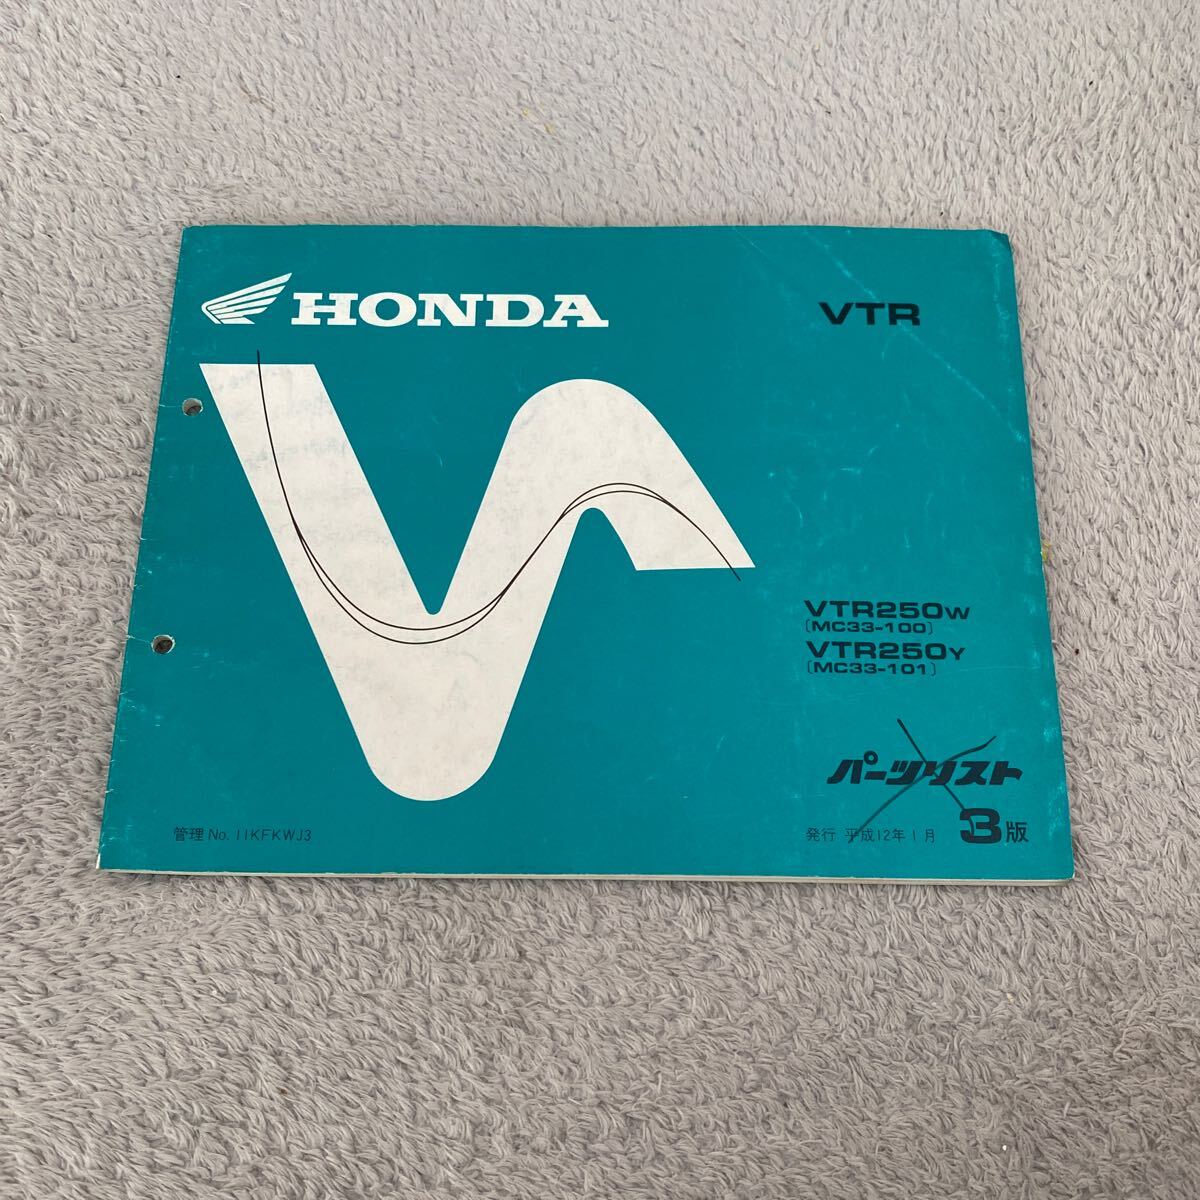 HONDA
VTR
VTR250W
(MC33-100)
VTR250Y
(MC33-101)
パーツリスト
管理 No. 11KFKWJ3
発行 平成12年1月 3版